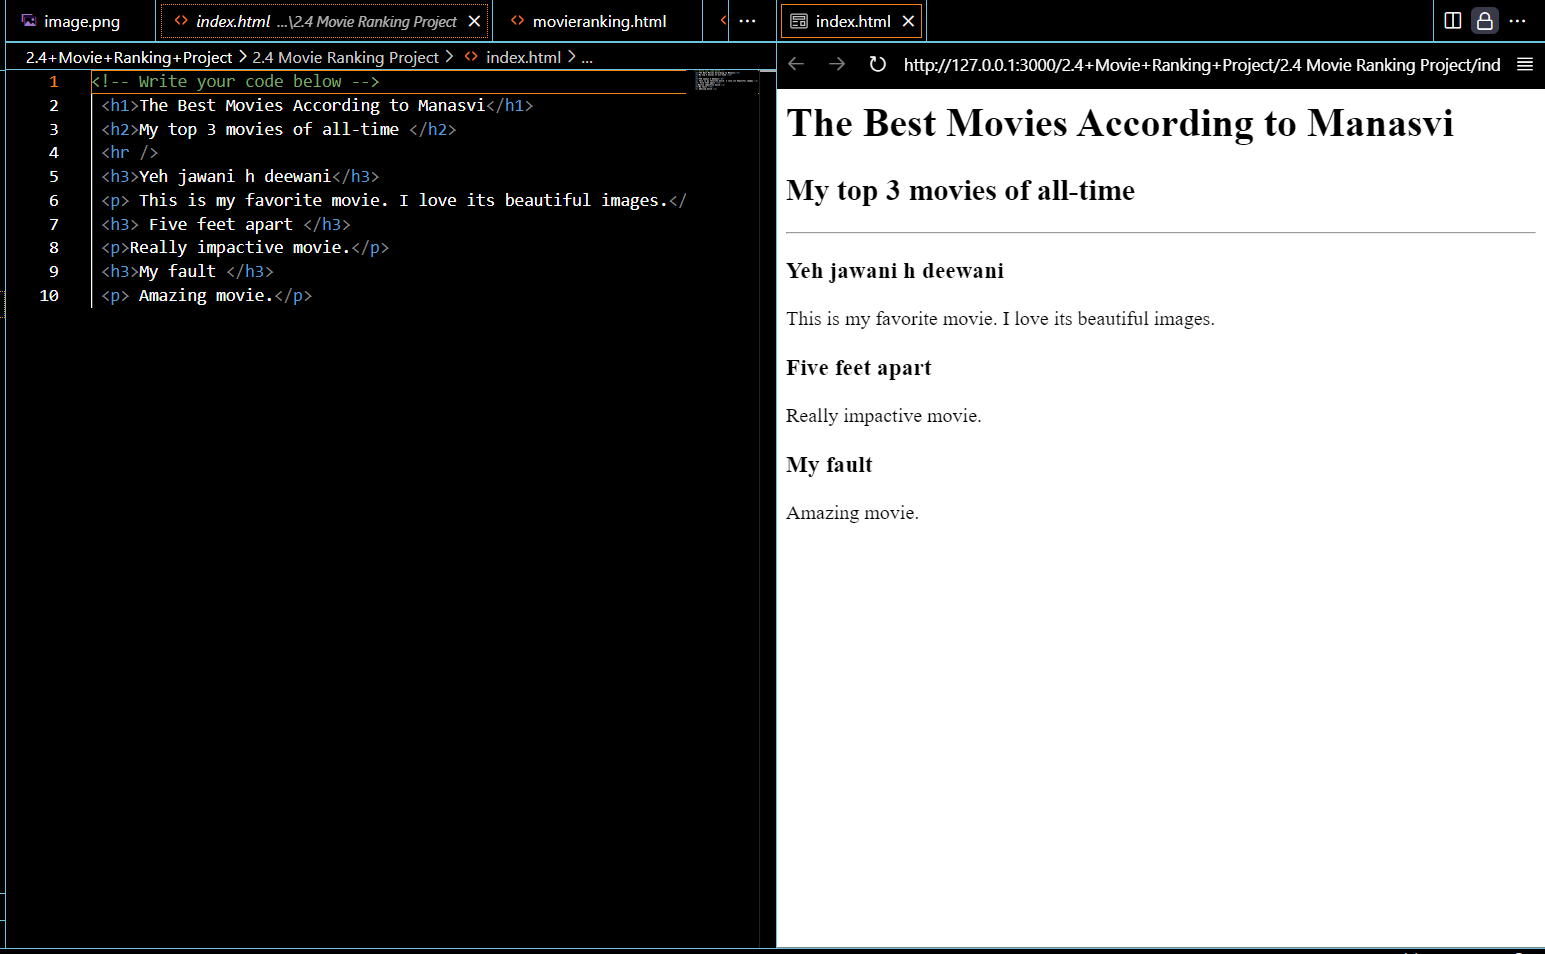 image.png
index.html ...\2.4 Movie Ranking Project
movieranking.html
...
index.html
...
2.4+Movie+Ranking+Project > 2.4 Movie Ranking Project > index.html > ...
http://127.0.0.1:3000/2.4+Movie+Ranking+Project/2.4 Movie Ranking Project/ind
1 <!-- Write your code below -->
2 <h1>The Best Movies According to Manasvi</h1>
3 <h2>My top 3 movies of all-time </h2>
4 <hr />
5 <h3>Yeh jawani h deewani</h3>
6 <p> This is my favorite movie. I love its beautiful images.</
7 <h3> Five feet apart </h3>
8 <p>Really impactive movie.</p>
9 <h3>My fault </h3>
10 <p> Amazing movie.</p>
The Best Movies According to Manasvi
My top 3 movies of all-time
Yeh jawani h deewani
This is my favorite movie. I love its beautiful images.
Five feet apart
Really impactive movie.
My fault
Amazing movie.